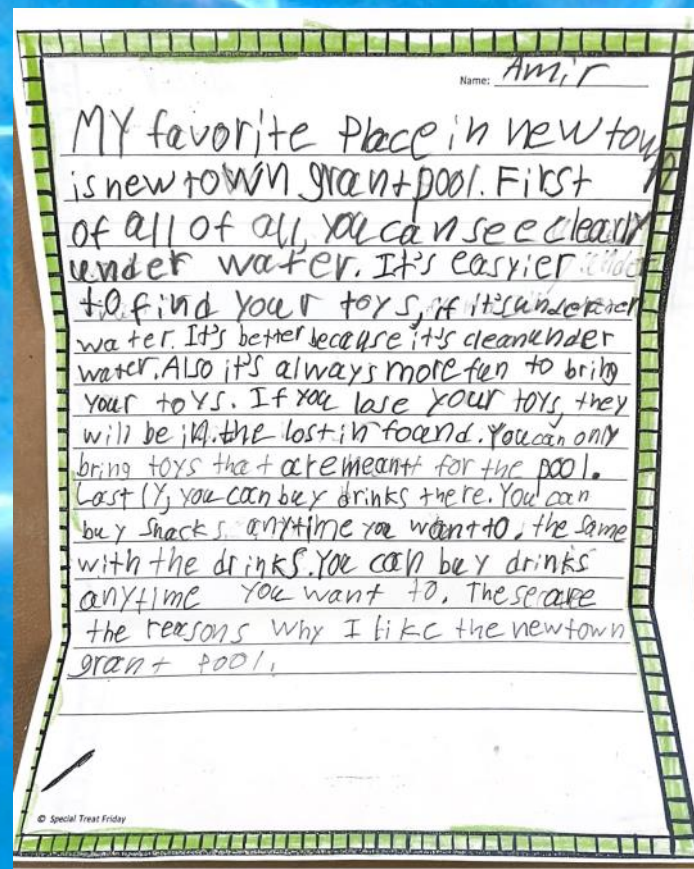 Name: Amir
MY favorite Place in newtown
is newtown grant pool. First
of all of all, you can see clearly
under water. It's easyier
to find your toys, if it's under
water. It's better because it's clean under
water. Also it's always more fun to bring
your toys. If you lose your toys, they
will be in the lost in found. You can only
bring toys that are meant for the pool.
Lastly, you can buy drinks there. You can
buy snacks anytime you want to, the same
with the drinks. You can buy drinks
anytime you want to. These are
the reasons why I like the newtown
grant pool.
© Special Treat Friday